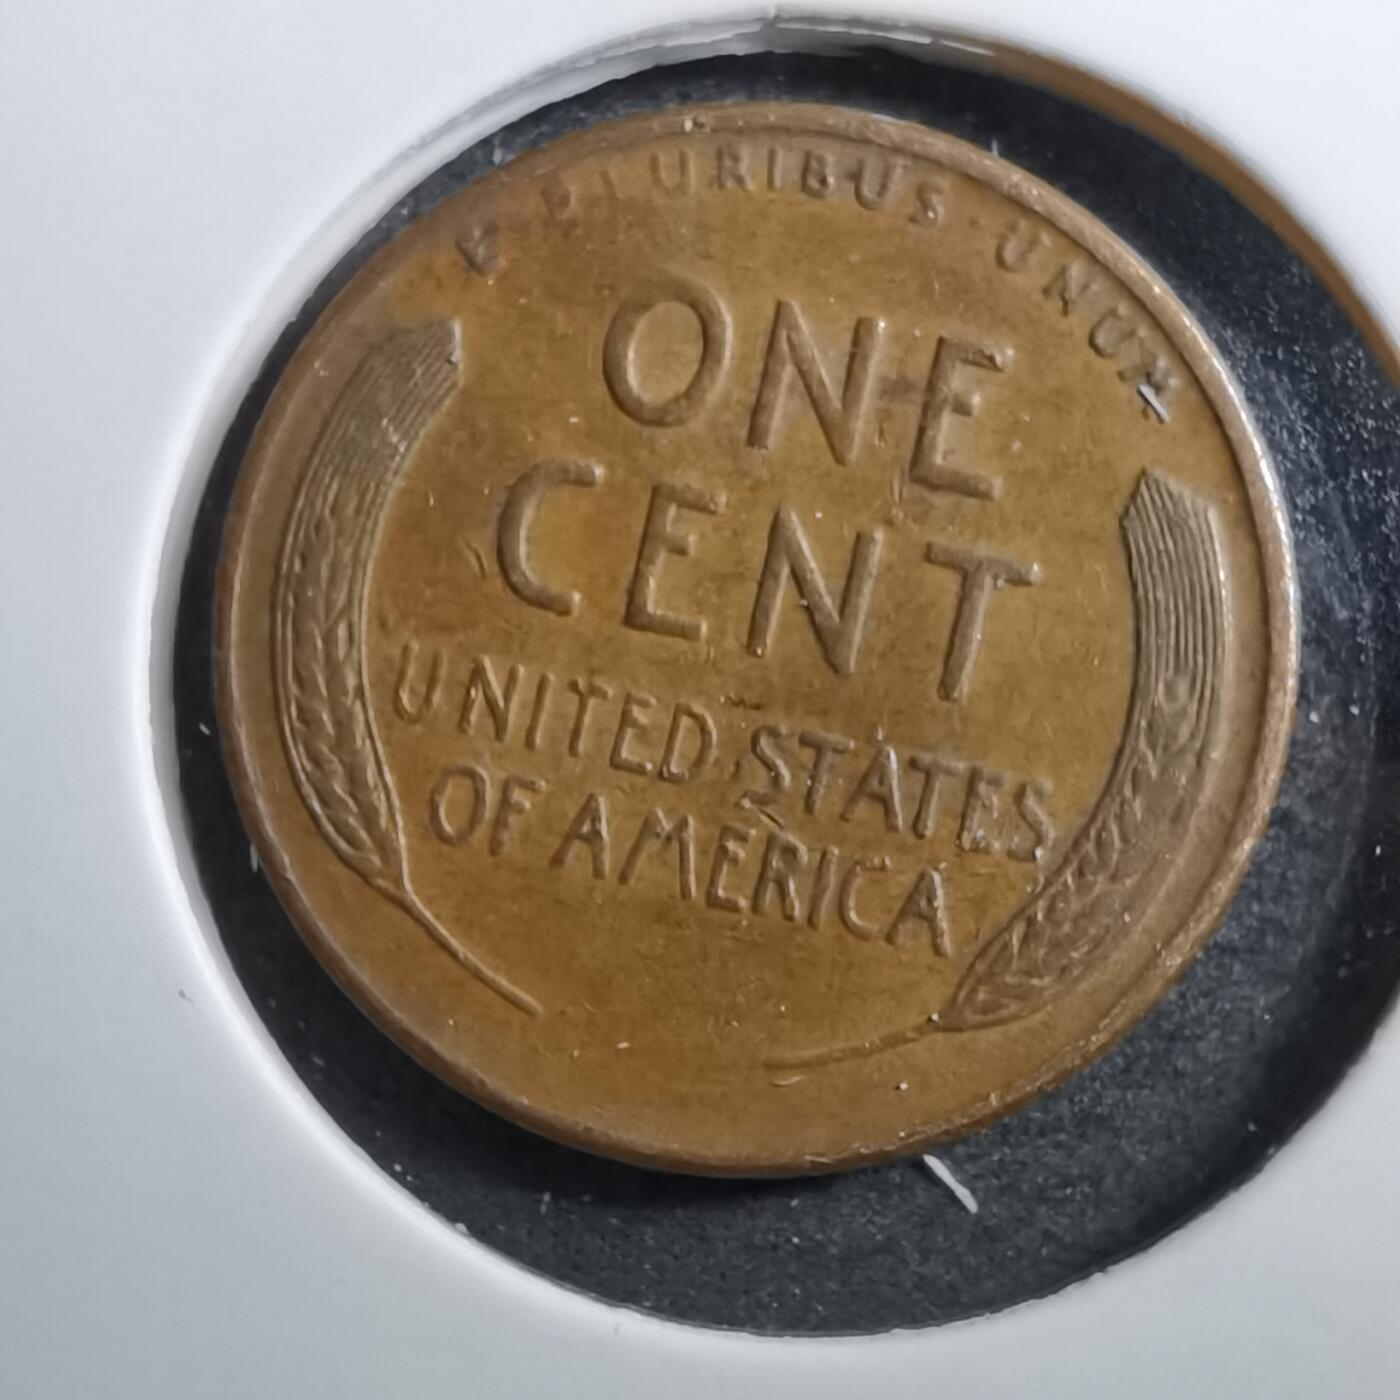 E PLURIBUS · UNUM
ONE
CENT
UNITED STATES
OF AMERICA